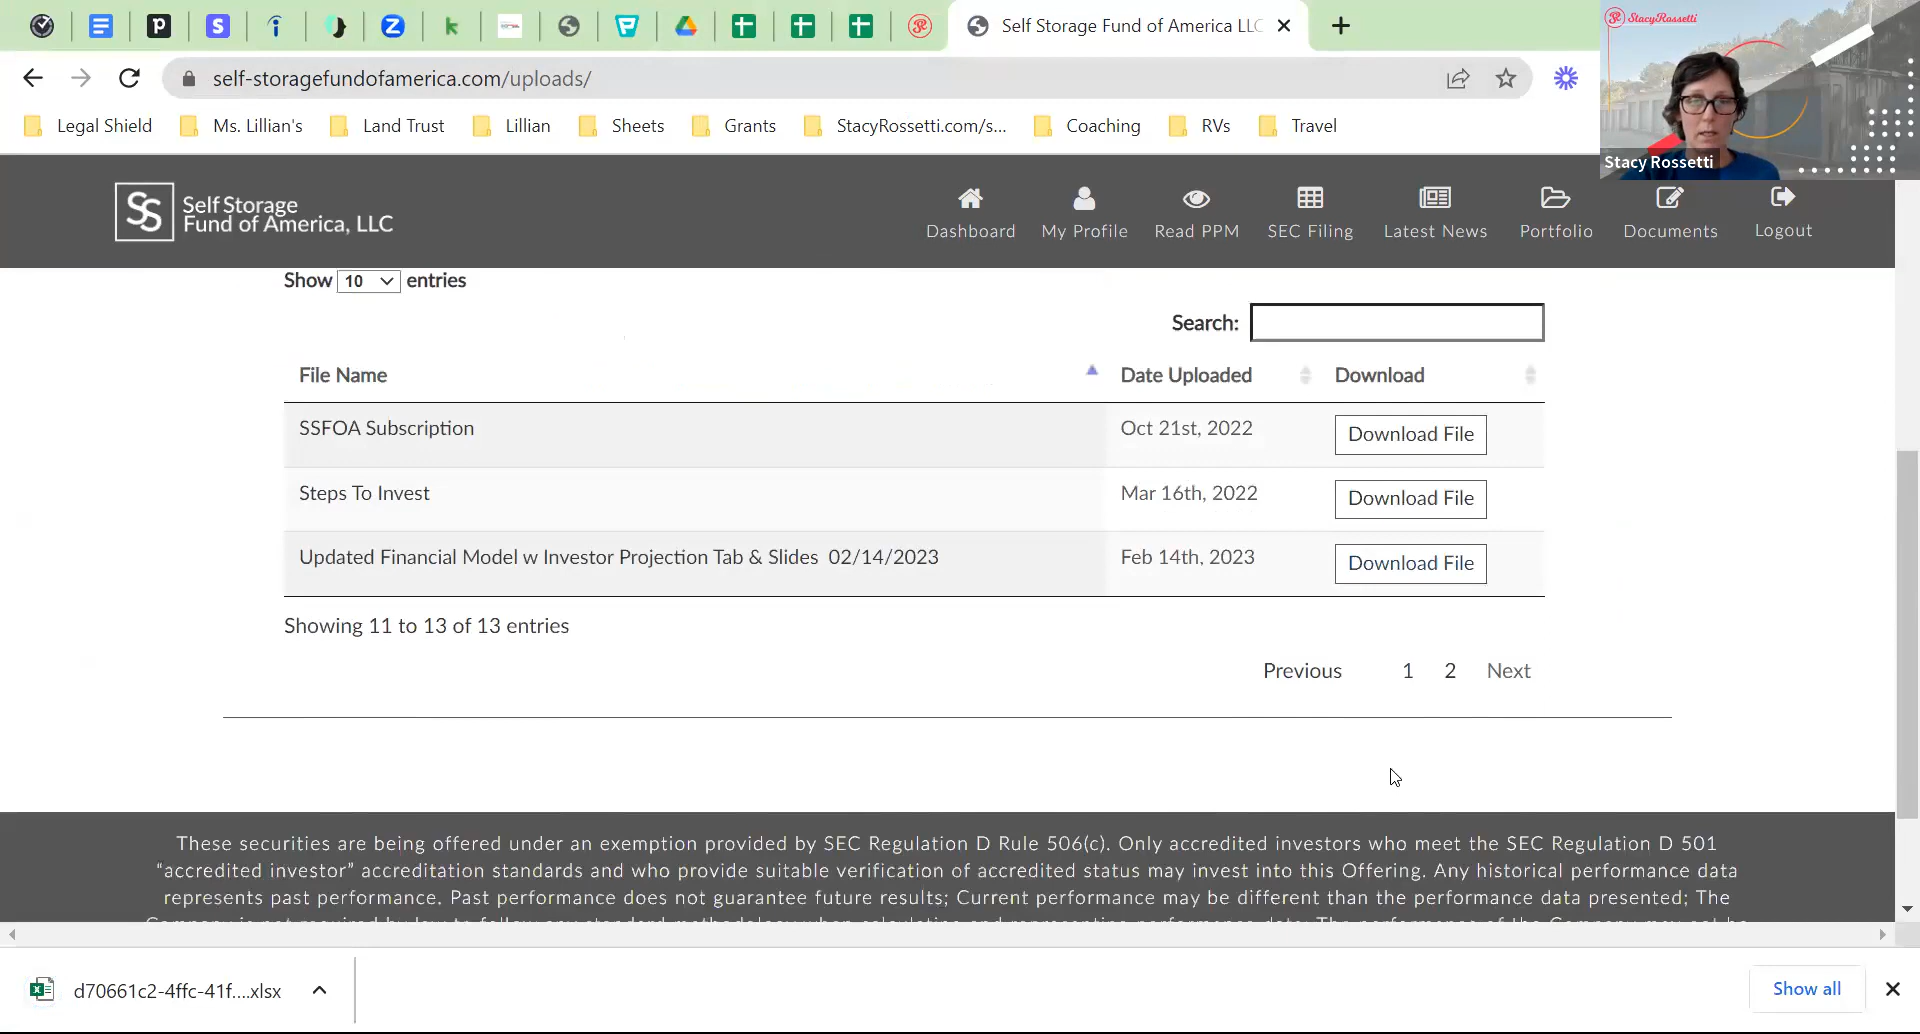 Self Storage Fund of America LLC
self-storagefundofamerica.com/uploads/
Legal Shield
Ms. Lillian's
Land Trust
Lillian
Sheets
Grants
StacyRossetti.com/s...
Coaching
RVs
Travel
StacyRossetti
Stacy Rossetti
SS
Self Storage
Fund of America, LLC
Dashboard
My Profile
Read PPM
SEC Filing
Latest News
Portfolio
Documents
Logout
Show 10 entries
Search:
File Name
Date Uploaded
Download
SSFOA Subscription
Oct 21st, 2022
Download File
Steps To Invest
Mar 16th, 2022
Download File
Updated Financial Model w Investor Projection Tab & Slides 02/14/2023
Feb 14th, 2023
Download File
Showing 11 to 13 of 13 entries
Previous
1
2
Next
These securities are being offered under an exemption provided by SEC Regulation D Rule 506(c). Only accredited investors who meet the SEC Regulation D 501
“accredited investor” accreditation standards and who provide suitable verification of accredited status may invest into this Offering. Any historical performance data
represents past performance. Past performance does not guarantee future results; Current performance may be different than the performance data presented; The
d70661c2-4ffc-41f....xlsx
Show all